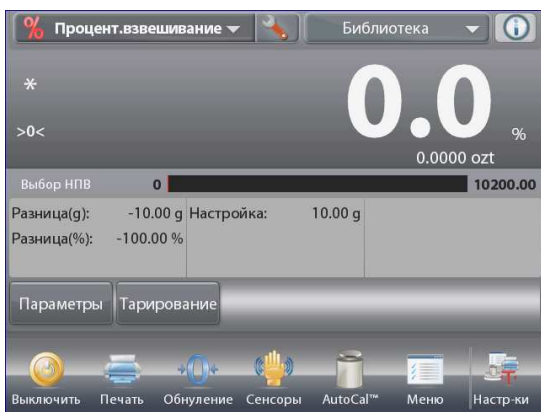 % Процент.взвешивание Библиотека
*
>0<
0.0 %
0.0000 ozt
Выбор НПВ 0 10200.00
Разница(g): -10.00 g Настройка: 10.00 g
Разница(%): -100.00 %
Параметры Тарирование
Выключить Печать Обнуление Сенсоры AutoCal™ Меню Настр-ки